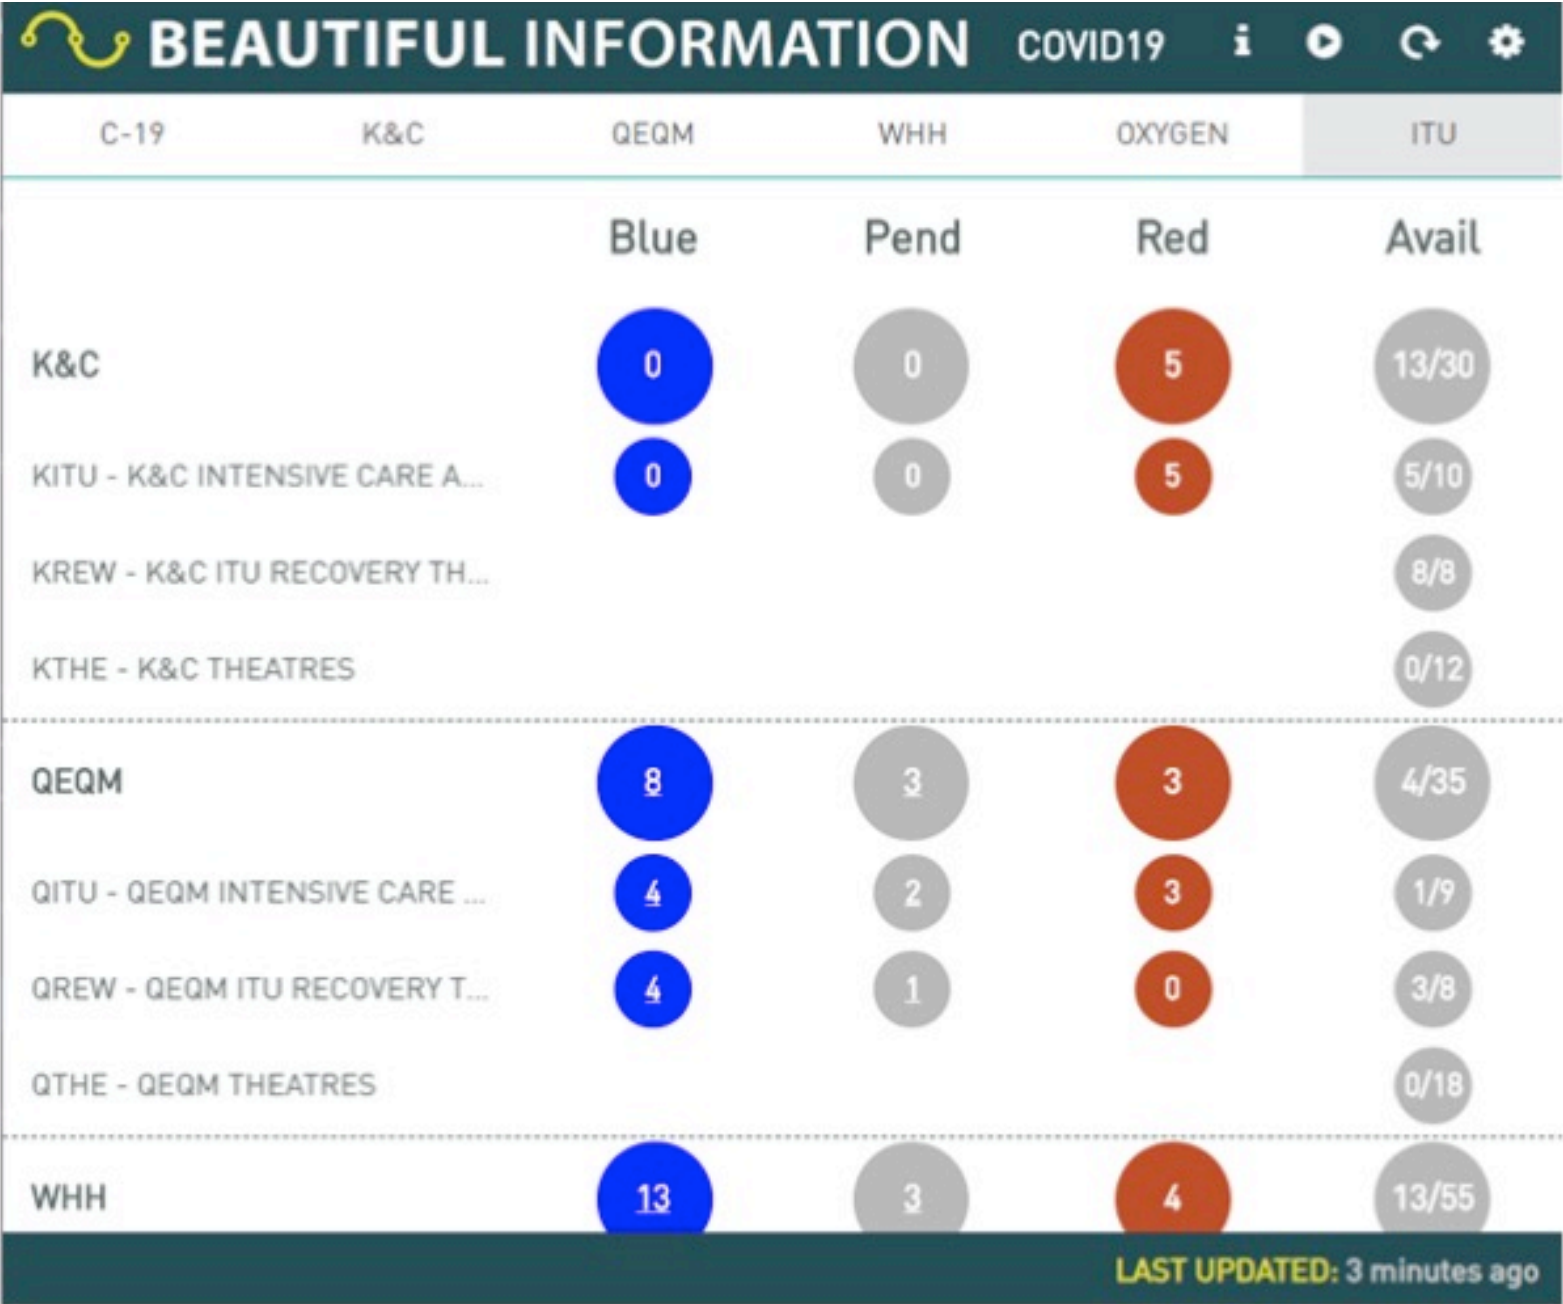 BEAUTIFUL INFORMATION COVID19
C-19 K&C QEQM WHH OXYGEN ITU
Blue Pend Red Avail
K&C 0 0 5 13/30
KITU - K&C INTENSIVE CARE A... 0 0 5 5/10
KREW - K&C ITU RECOVERY TH... 8/8
KTHE - K&C THEATRES 0/12
QEQM 8 3 3 4/35
QITU - QEQM INTENSIVE CARE ... 4 2 3 1/9
QREW - QEQM ITU RECOVERY T... 4 1 0 3/8
QTHE - QEQM THEATRES 0/18
WHH 13 3 4 13/55
LAST UPDATED: 3 minutes ago